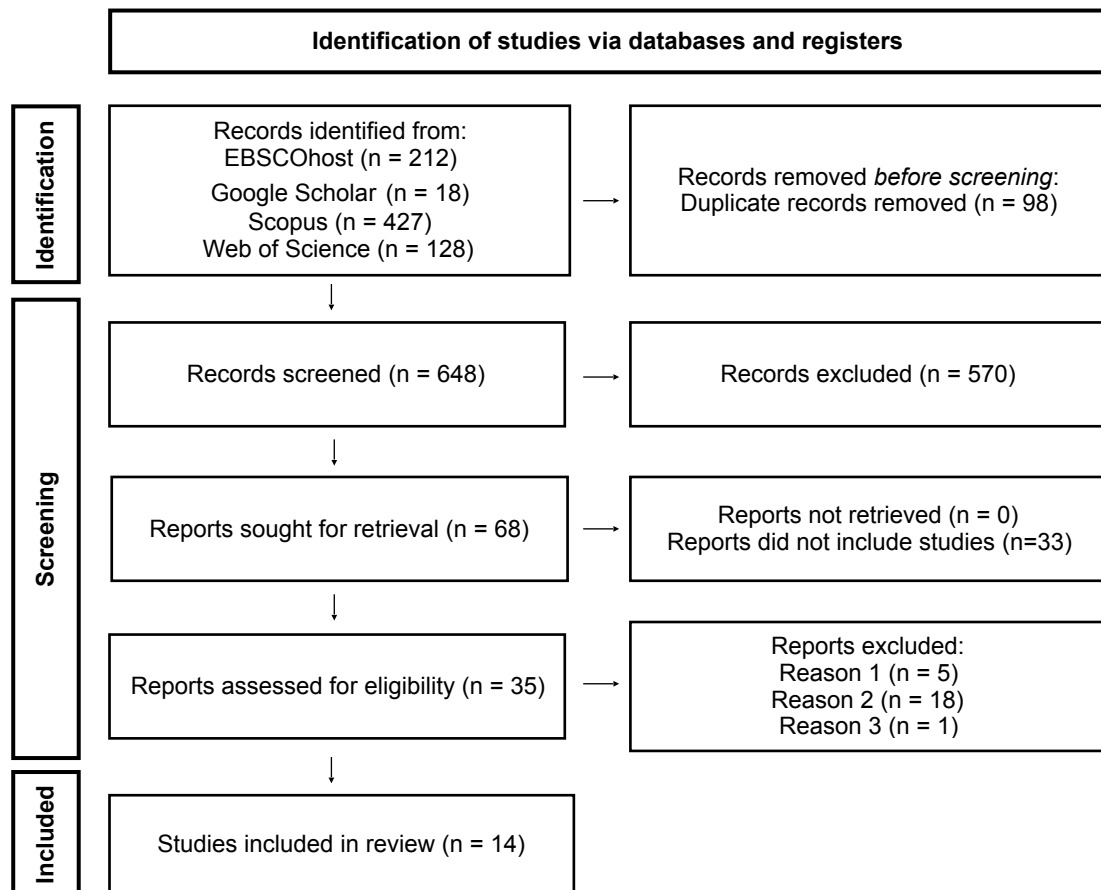 Identification of studies via databases and registers
Identification
Records identified from:
EBSCOhost (n = 212)
Google Scholar (n = 18)
Scopus (n = 427)
Web of Science (n = 128)
Records removed before screening:
Duplicate records removed (n = 98)
Screening
Records screened (n = 648)
Records excluded (n = 570)
Reports sought for retrieval (n = 68)
Reports not retrieved (n = 0)
Reports did not include studies (n=33)
Reports assessed for eligibility (n = 35)
Reports excluded:
Reason 1 (n = 5)
Reason 2 (n = 18)
Reason 3 (n = 1)
Included
Studies included in review (n = 14)